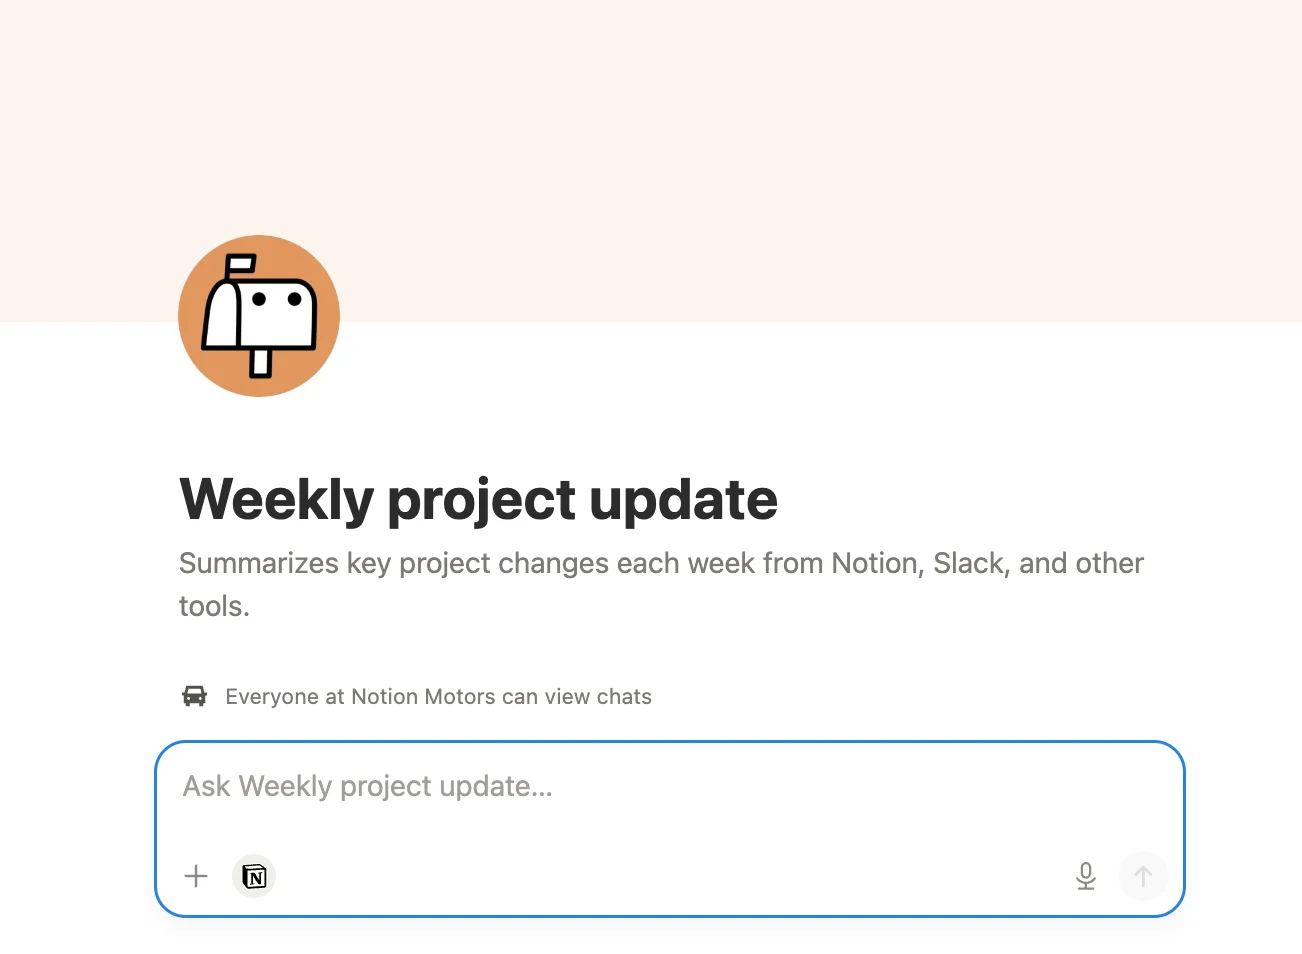 Weekly project update
Summarizes key project changes each week from Notion, Slack, and other
tools.
Everyone at Notion Motors can view chats
Ask Weekly project update...
N